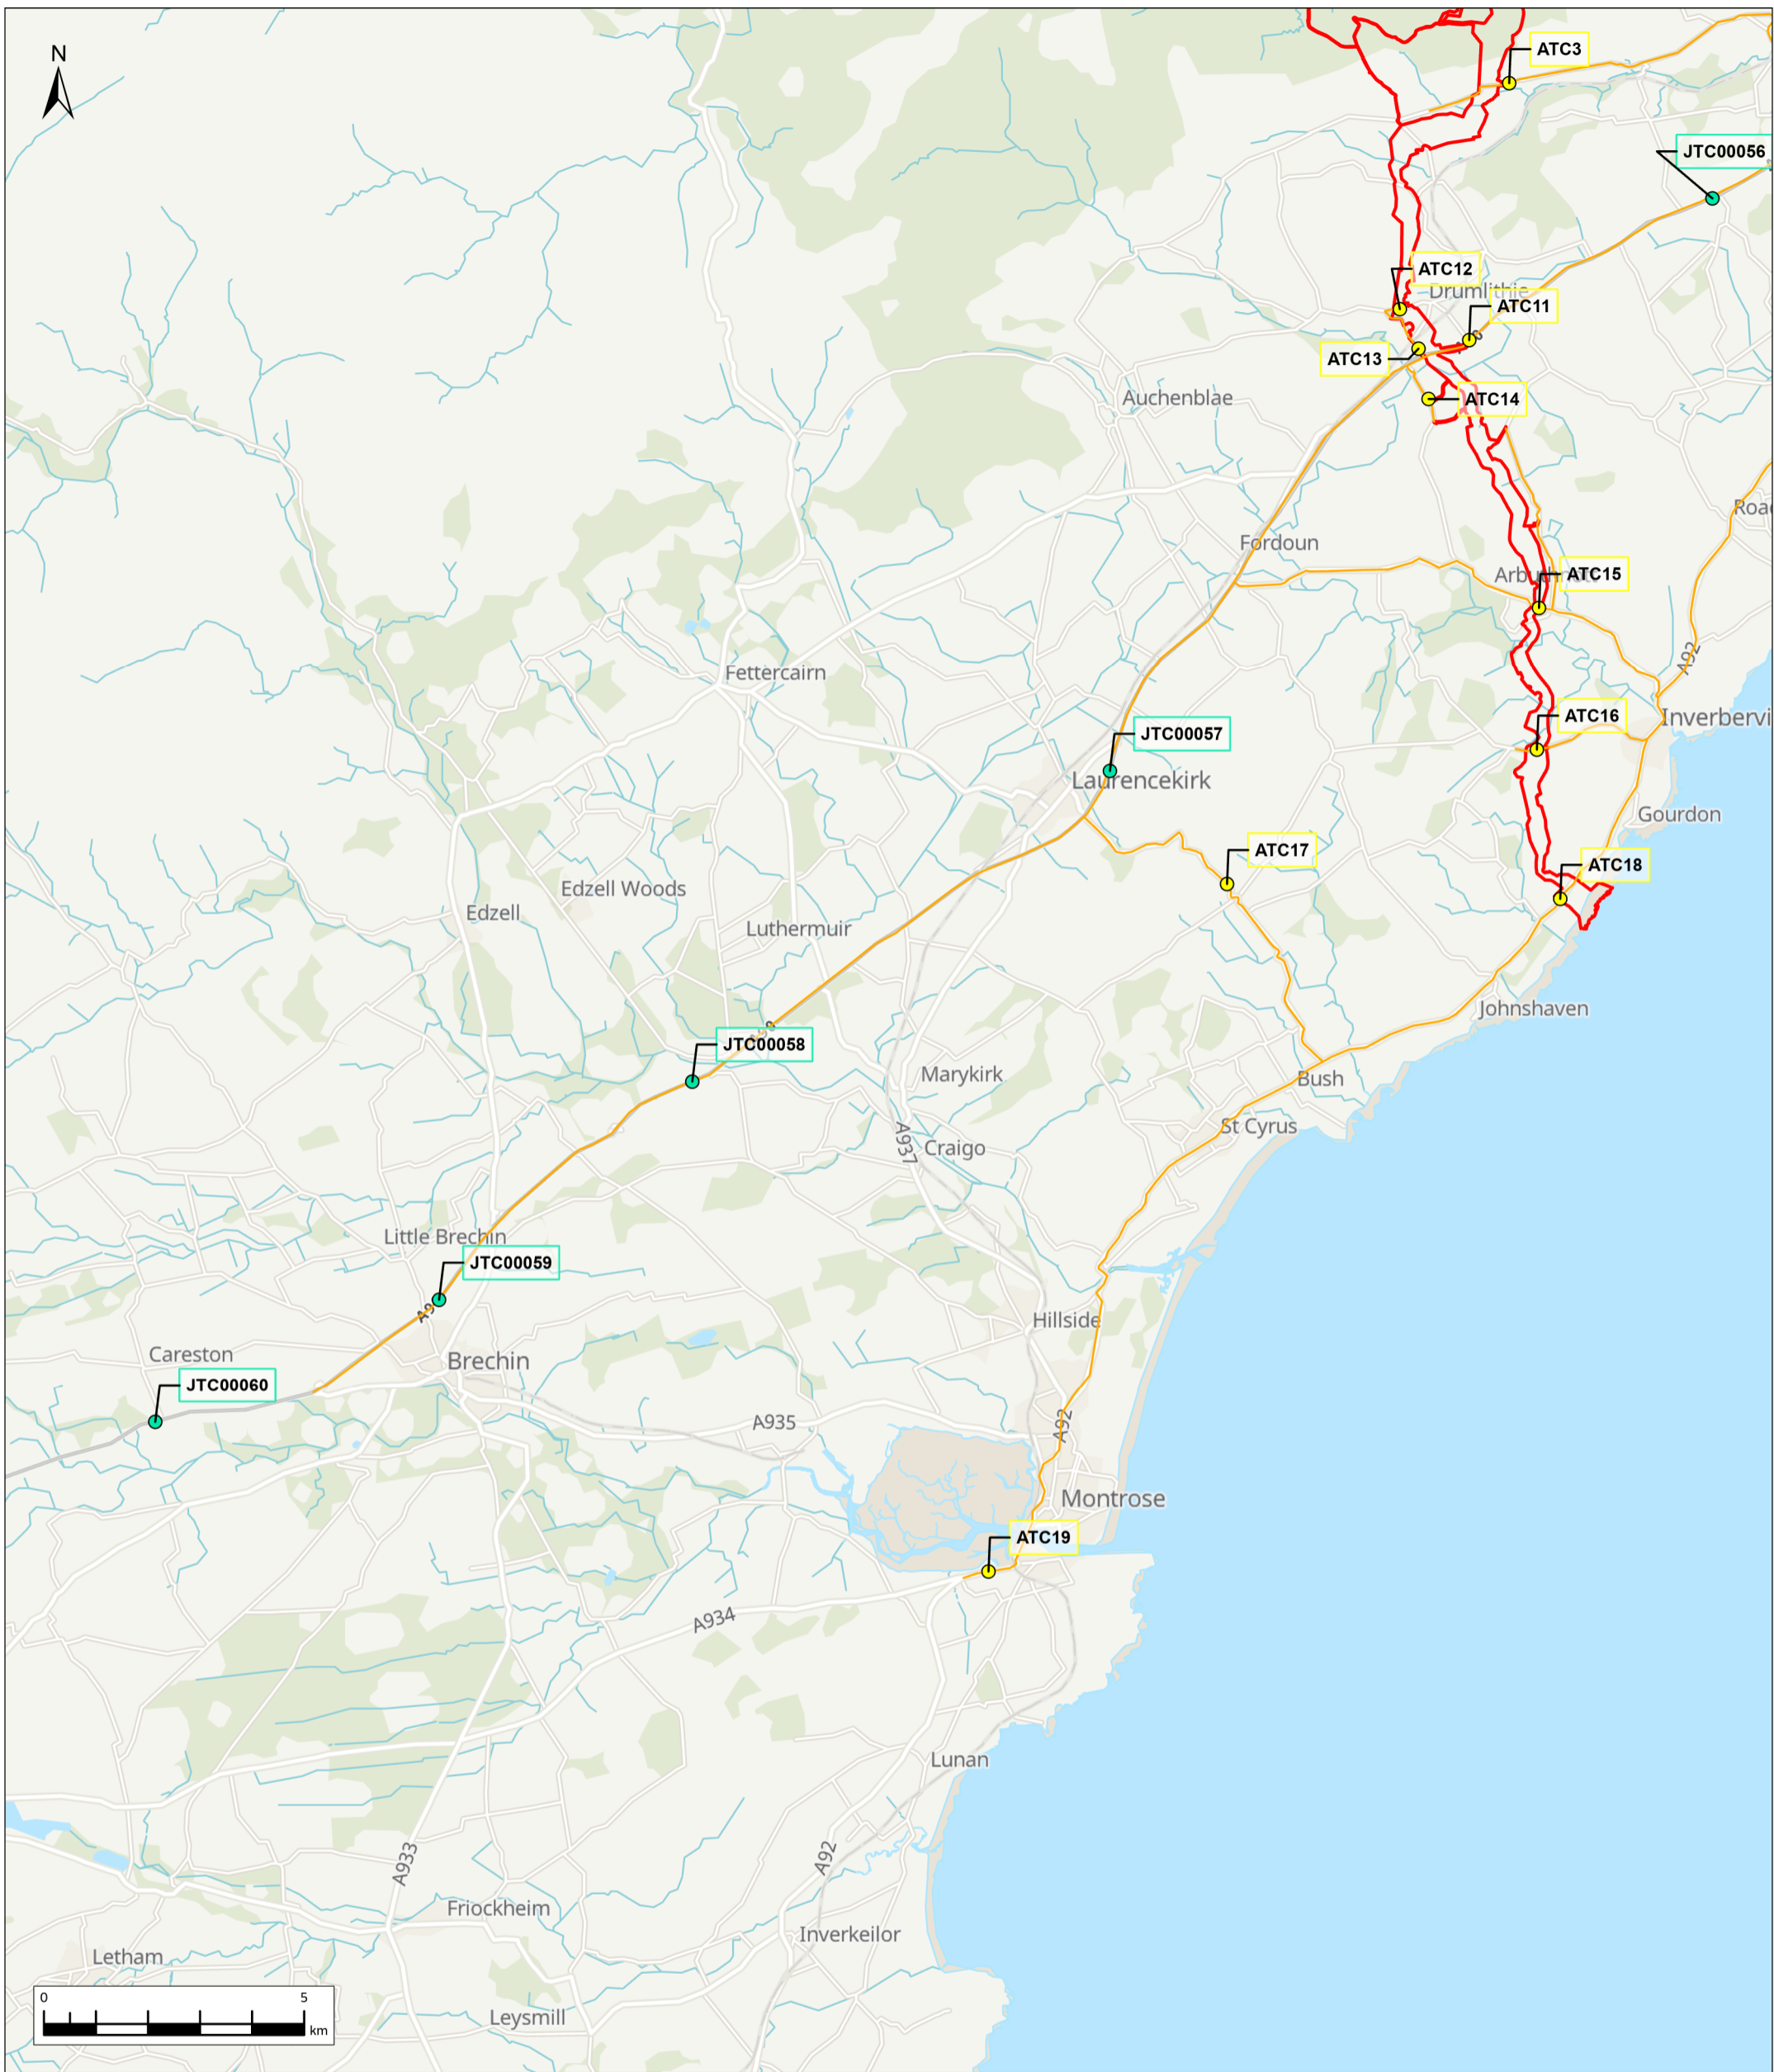 N
ATC3
JTC00056
ATC12
Drumlithie
ATC11
ATC13
Auchenblae
ATC14
Fordoun
ATC15
A92
Fettercairn
ATC16
Inverbervi
JTC00057
Laurencekirk
Gourdon
ATC17
ATC18
Edzell Woods
Edzell
Luthermuir
Johnshaven
JTC00058
Marykirk
Bush
St Cyrus
A937
Craigo
Little Brechin
JTC00059
Hillside
Careston
Brechin
JTC00060
A935
A92
Montrose
ATC19
A934
Lunan
A92
A933
Friockheim
Inverkeilor
Letham
0 5
km
Leysmill